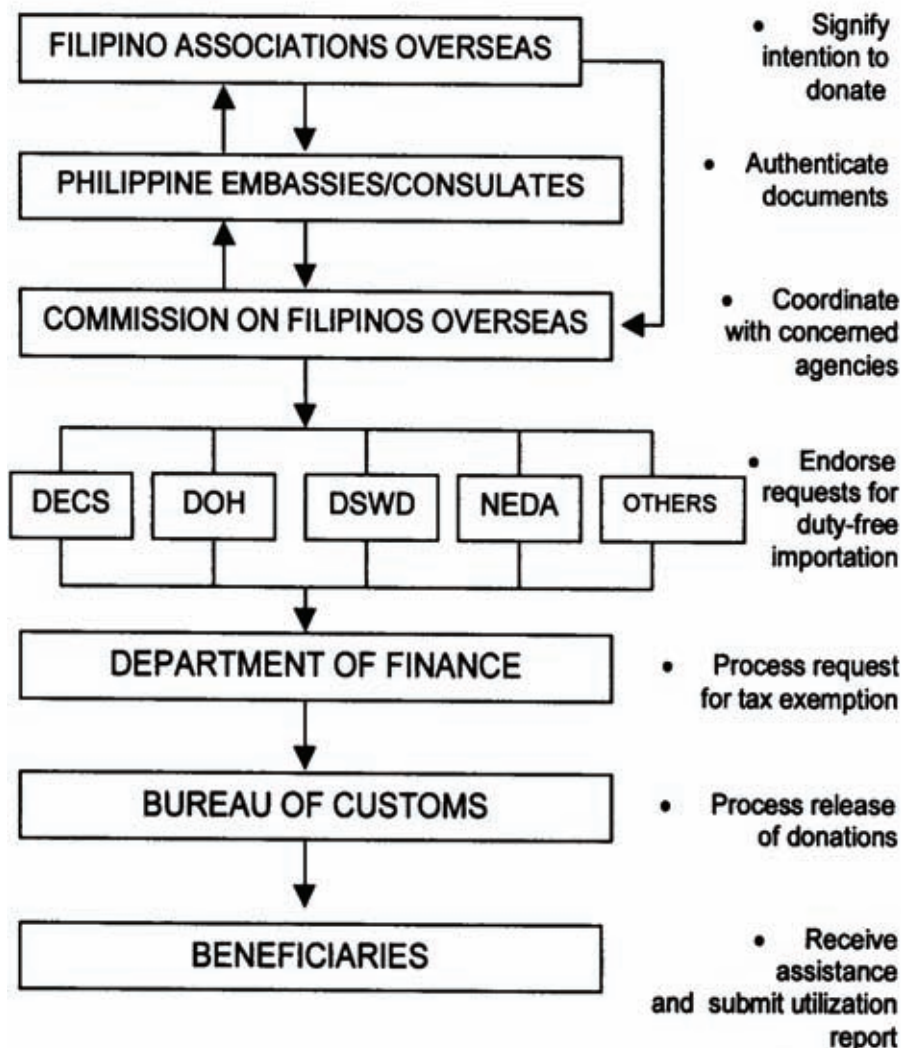 FILIPINO ASSOCIATIONS OVERSEAS
• Signify
intention to
donate
PHILIPPINE EMBASSIES/CONSULATES
• Authenticate
documents
COMMISSION ON FILIPINOS OVERSEAS
• Coordinate
with concerned
agencies
DECS
DOH
DSWD
NEDA
OTHERS
• Endorse
requests for
duty-free
importation
DEPARTMENT OF FINANCE
• Process request
for tax exemption
BUREAU OF CUSTOMS
• Process release
of donations
BENEFICIARIES
• Receive
assistance
and submit utilization
report